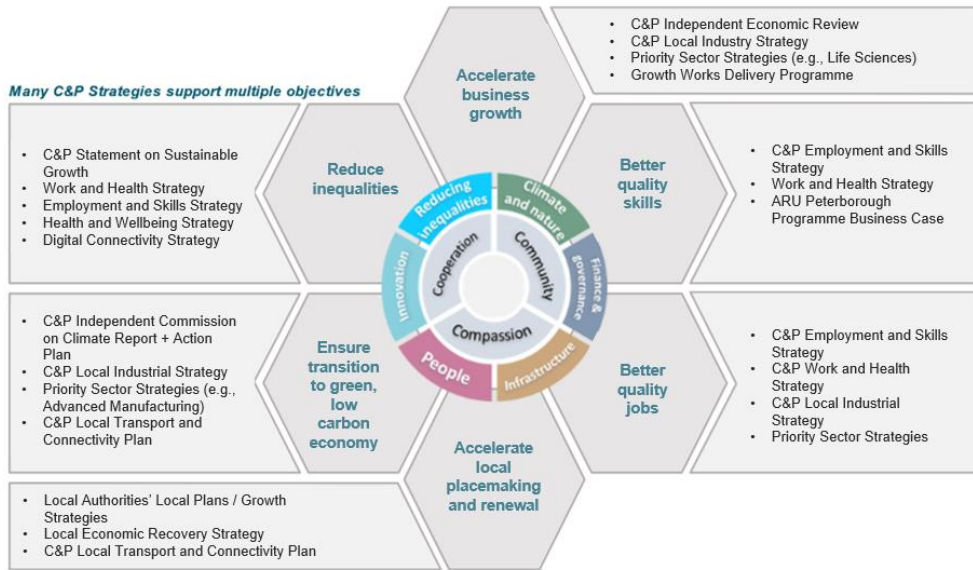 Many C&P Strategies support multiple objectives
Accelerate
business
growth
• C&P Independent Economic Review
• C&P Local Industry Strategy
• Priority Sector Strategies (e.g., Life Sciences)
• Growth Works Delivery Programme
• C&P Statement on Sustainable
Growth
• Work and Health Strategy
• Employment and Skills Strategy
• Health and Wellbeing Strategy
• Digital Connectivity Strategy
Reduce
inequalities
Better
quality
skills
• C&P Employment and Skills
Strategy
• Work and Health Strategy
• ARU Peterborough
Programme Business Case
Reducing
inequalities
Climate
and nature
Finance &
governance
Infrastructure
People
Innovation
Cooperation
Community
Compassion
• C&P Independent Commission
on Climate Report + Action
Plan
• C&P Local Industrial Strategy
• Priority Sector Strategies (e.g.,
Advanced Manufacturing)
• C&P Local Transport and
Connectivity Plan
Ensure
transition
to green,
low
carbon
economy
Better
quality
jobs
• C&P Employment and Skills
Strategy
• C&P Work and Health
Strategy
• C&P Local Industrial
Strategy
• Priority Sector Strategies
Accelerate
local
placemaking
and renewal
• Local Authorities' Local Plans / Growth
Strategies
• Local Economic Recovery Strategy
• C&P Local Transport and Connectivity Plan